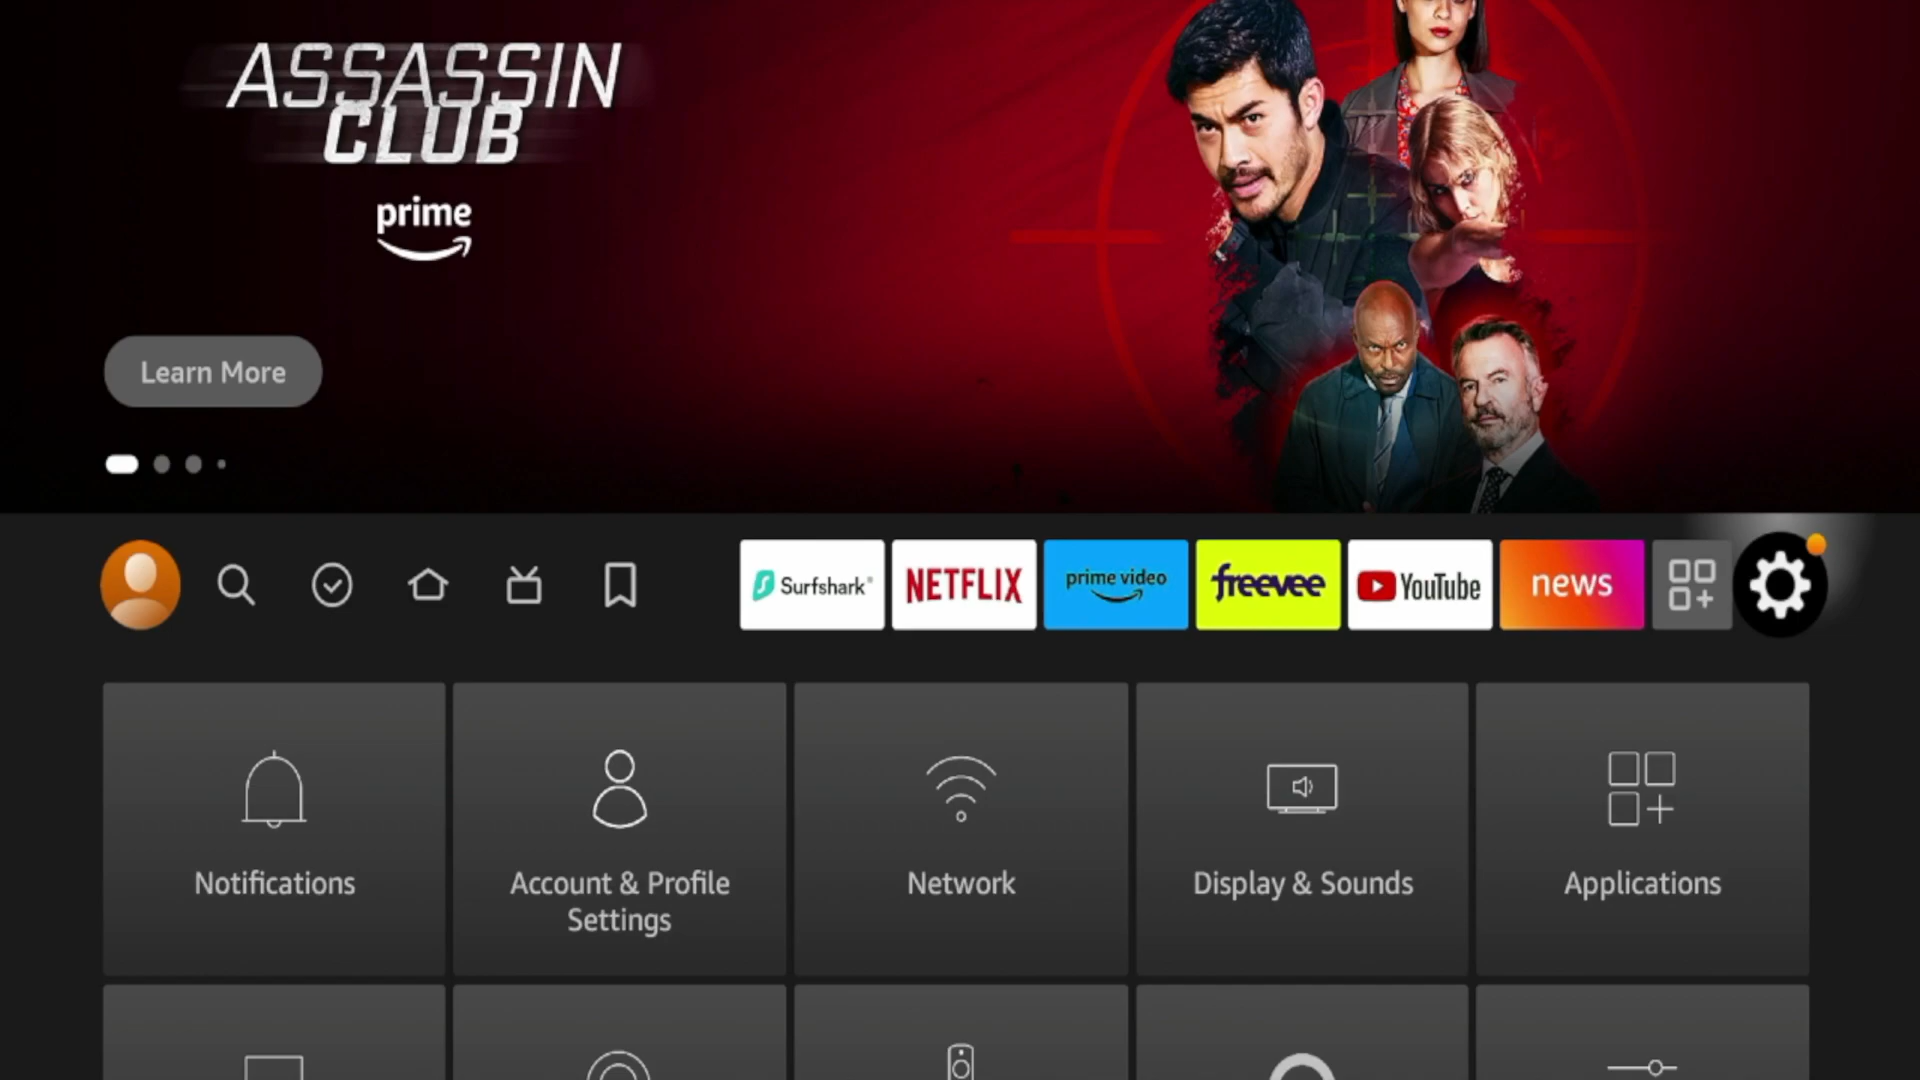 ASSASSIN
CLUB
prime
Learn More
Surfshark®
NETFLIX
prime video
freevee
YouTube
news
Notifications
Account & Profile
Settings
Network
Display & Sounds
Applications